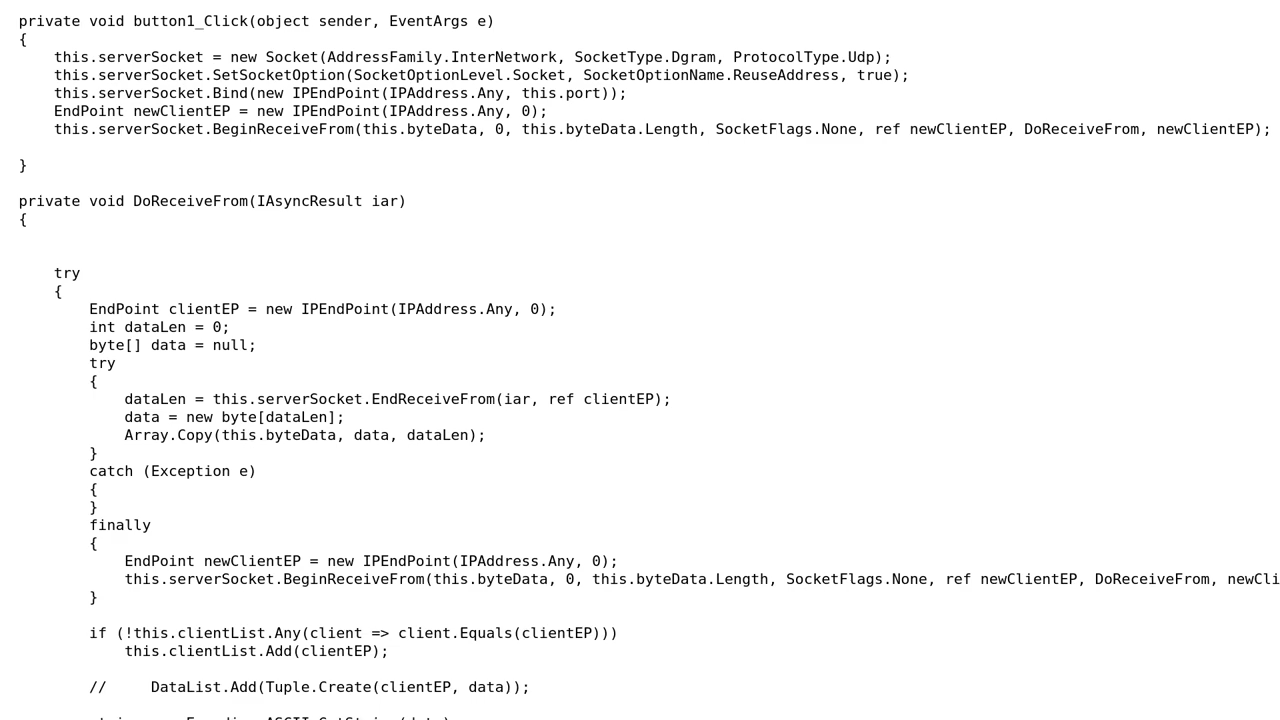 private void button1_Click(object sender, EventArgs e)
{
    this.serverSocket = new Socket(AddressFamily.InterNetwork, SocketType.Dgram, ProtocolType.Udp);
    this.serverSocket.SetSocketOption(SocketOptionLevel.Socket, SocketOptionName.ReuseAddress, true);
    this.serverSocket.Bind(new IPEndPoint(IPAddress.Any, this.port));
    EndPoint newClientEP = new IPEndPoint(IPAddress.Any, 0);
    this.serverSocket.BeginReceiveFrom(this.byteData, 0, this.byteData.Length, SocketFlags.None, ref newClientEP, DoReceiveFrom, newClientEP);
}
private void DoReceiveFrom(IAsyncResult iar)
{
    try
    {
        EndPoint clientEP = new IPEndPoint(IPAddress.Any, 0);
        int dataLen = 0;
        byte[] data = null;
        try
        {
            dataLen = this.serverSocket.EndReceiveFrom(iar, ref clientEP);
            data = new byte[dataLen];
            Array.Copy(this.byteData, data, dataLen);
        }
        catch (Exception e)
        {
        }
        finally
        {
            EndPoint newClientEP = new IPEndPoint(IPAddress.Any, 0);
            this.serverSocket.BeginReceiveFrom(this.byteData, 0, this.byteData.Length, SocketFlags.None, ref newClientEP, DoReceiveFrom, newCli
        }
        if (!this.clientList.Any(client => client.Equals(clientEP)))
            this.clientList.Add(clientEP);
        //     DataList.Add(Tuple.Create(clientEP, data));